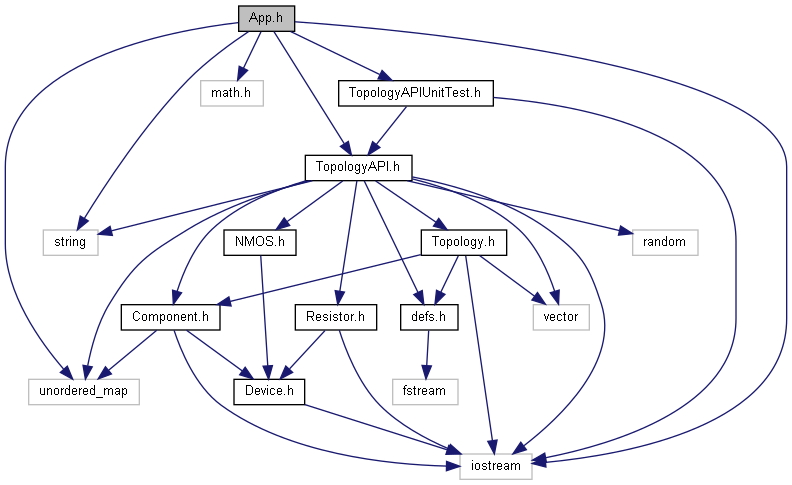 App.h
math.h
TopologyAPIUnitTest.h
TopologyAPI.h
string
NMOS.h
Topology.h
random
Component.h
Resistor.h
defs.h
vector
unordered_map
Device.h
fstream
iostream